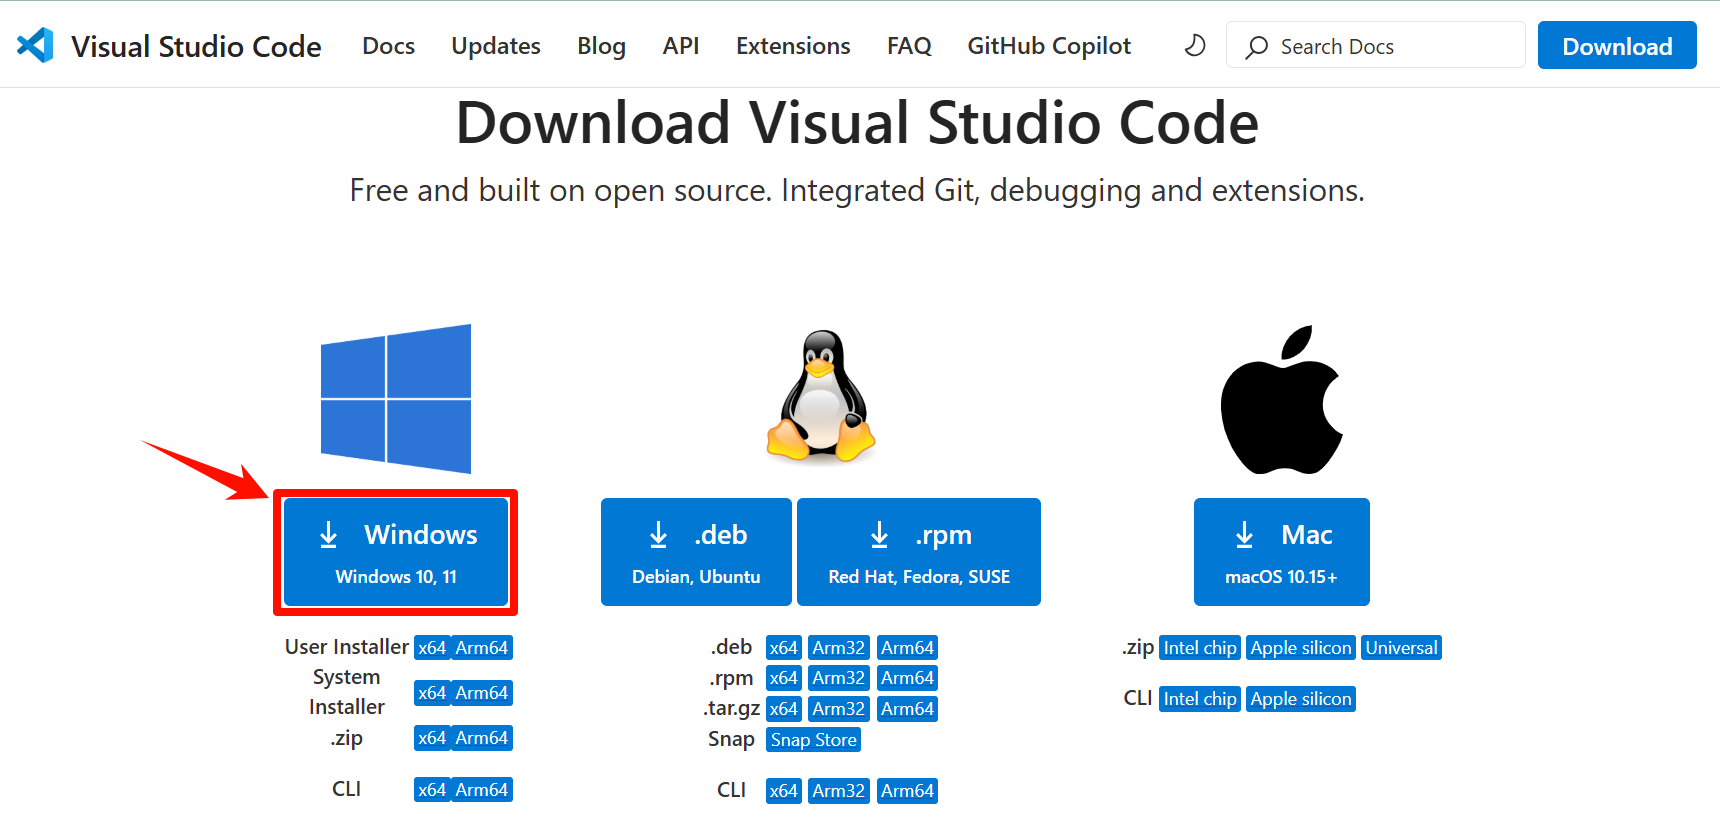 Visual Studio Code Docs Updates Blog API Extensions FAQ GitHub Copilot Search Docs Download
Download Visual Studio Code
Free and built on open source. Integrated Git, debugging and extensions.
Windows
Windows 10, 11
User Installer x64 Arm64
System
Installer x64 Arm64
.zip x64 Arm64
CLI x64 Arm64
.deb
Debian, Ubuntu
.rpm
Red Hat, Fedora, SUSE
.deb x64 Arm32 Arm64
.rpm x64 Arm32 Arm64
.tar.gz x64 Arm32 Arm64
Snap Snap Store
CLI x64 Arm32 Arm64
Mac
macOS 10.15+
.zip Intel chip Apple silicon Universal
CLI Intel chip Apple silicon